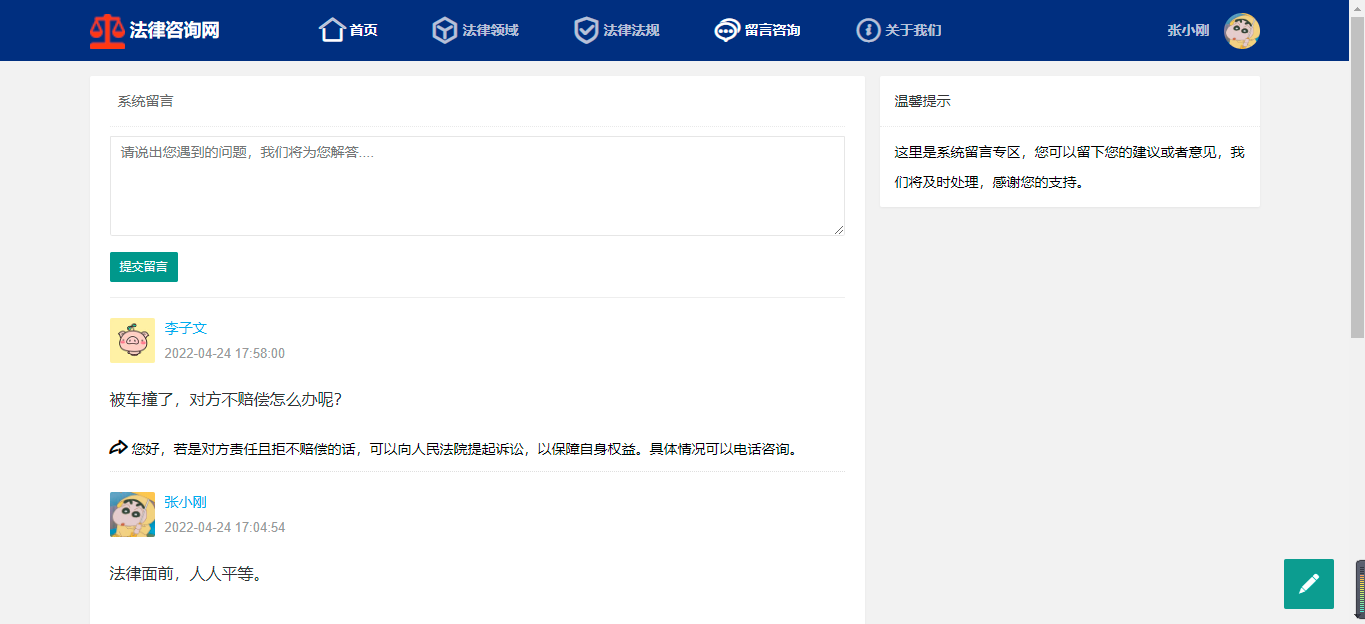 法律咨询网
首页
法律领域
法律法规
留言咨询
关于我们
张小刚
系统留言
请说出您遇到的问题，我们将为您解答....
提交留言
李子文
2022-04-24 17:58:00
被车撞了，对方不赔偿怎么办呢？
您好，若是对方责任且拒不赔偿的话，可以向人民法院提起诉讼，以保障自身权益。具体情况可以电话咨询。
张小刚
2022-04-24 17:04:54
法律面前，人人平等。
温馨提示
这里是系统留言专区，您可以留下您的建议或者意见，我
们将及时处理，感谢您的支持。